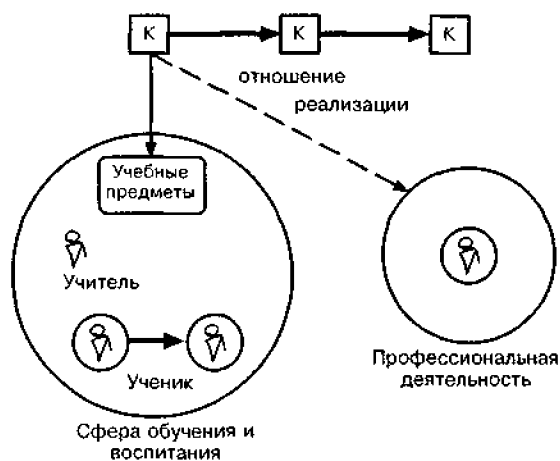 К К К
отношение
реализации
Учебные
предметы
Учитель
Ученик
Профессиональная
деятельность
Сфера обучения и
воспитания